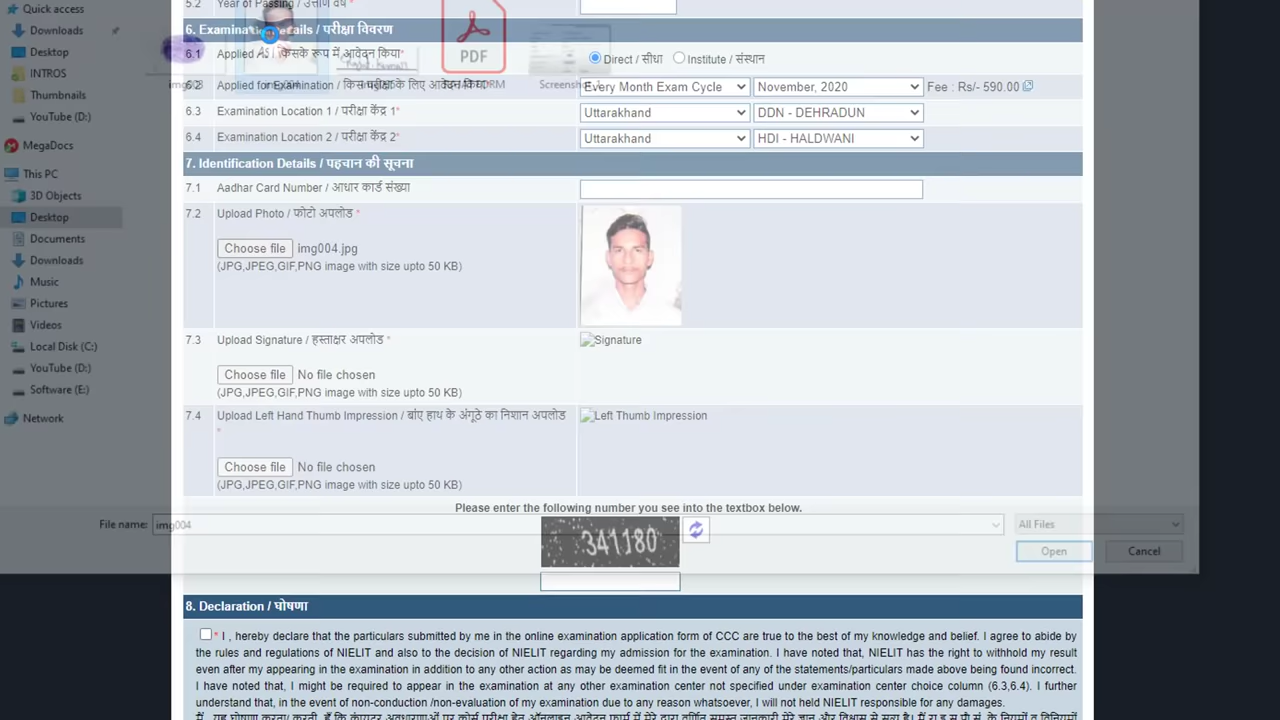 Quick access
Downloads
Desktop
INTROS
Thumbnails
YouTube (D:)
MegaDocs
This PC
3D Objects
Desktop
Documents
Downloads
Music
Pictures
Videos
Local Disk (C:)
YouTube (D:)
Software (E:)
Network
5.2 Year of Passing / उत्तीर्ण वर्ष *
6. Examination Details / परीक्षा विवरण
6.1 Applied As / किसके रूप में आवेदन किया*
Direct / सीधा Institute / संस्थान
PDF
6.2 Applied for Examination / किस परीक्षा के लिए आवेदन किया*
Every Month Exam Cycle November, 2020 Fee : Rs/- 590.00
6.3 Examination Location 1 / परीक्षा केंद्र 1*
Uttarakhand DDN - DEHRADUN
6.4 Examination Location 2 / परीक्षा केंद्र 2*
Uttarakhand HDI - HALDWANI
7. Identification Details / पहचान की सूचना
7.1 Aadhar Card Number / आधार कार्ड संख्या
7.2 Upload Photo / फोटो अपलोड *
Choose file img004.jpg
(JPG,JPEG,GIF,PNG image with size upto 50 KB)
7.3 Upload Signature / हस्ताक्षर अपलोड *
Signature
Choose file No file chosen
(JPG,JPEG,GIF,PNG image with size upto 50 KB)
7.4 Upload Left Hand Thumb Impression / बांए हाथ के अंगूठे का निशान अपलोड
*
Left Thumb Impression
Choose file No file chosen
(JPG,JPEG,GIF,PNG image with size upto 50 KB)
Please enter the following number you see into the textbox below.
File name: img004 All Files
341180
Open Cancel
8. Declaration / घोषणा
* I , hereby declare that the particulars submitted by me in the online examination application form of CCC are true to the best of my knowledge and belief. I agree to abide by
the rules and regulations of NIELIT and also to the decision of NIELIT regarding my admission for the examination. I have noted that, NIELIT has the right to withhold my result
even after my appearing in the examination in addition to any other action as may be deemed fit in the event of any of the statements/particulars made above being found incorrect.
I have noted that, I might be required to appear in the examination at any other examination center not specified under examination center choice column (6.3,6.4). I further
understand that, in the event of non-conduction /non-evaluation of my examination due to any reason whatsoever, I will not held NIELIT responsible for any damages.